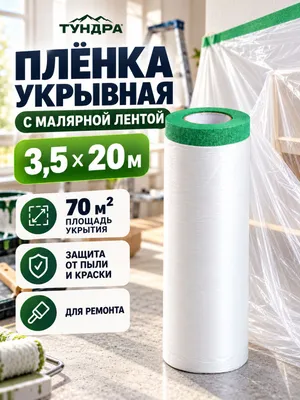 ТУНДРА
ПЛЁНКА
УКРЫВНАЯ
С МАЛЯРНОЙ ЛЕНТОЙ
3,5 × 20 м
70 м²
ПЛОЩАДЬ
УКРЫТИЯ
ЗАЩИТА
ОТ ПЫЛИ
И КРАСКИ
ДЛЯ РЕМОНТА